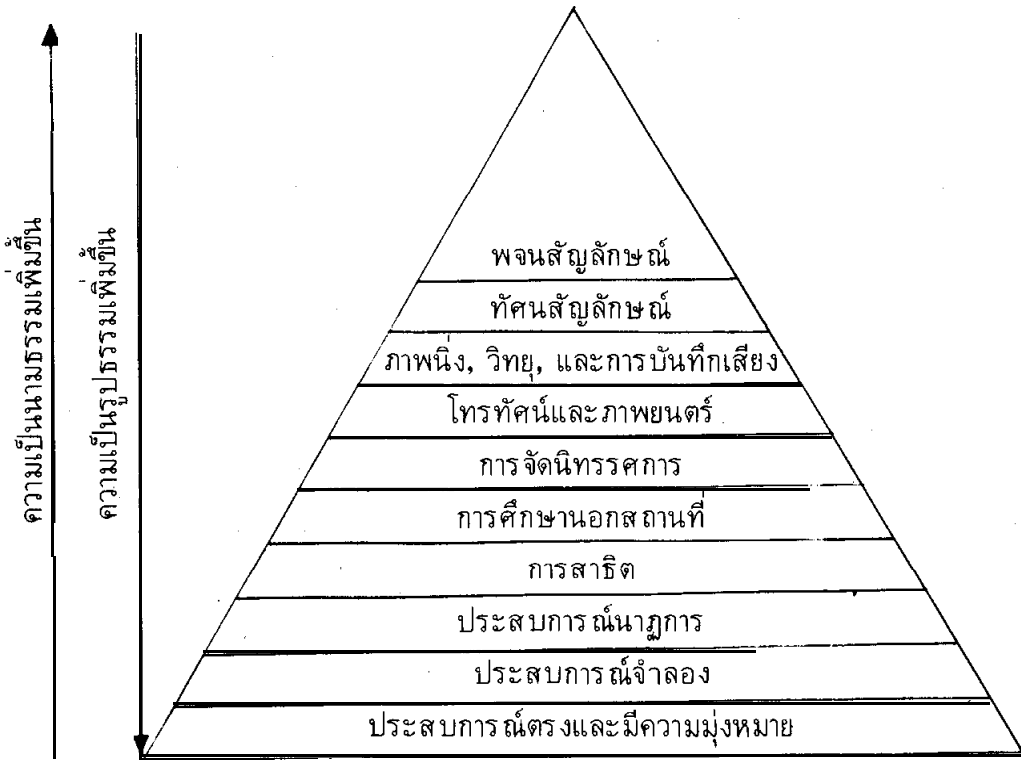 ความเป็นนามธรรมเพิ่มขึ้น
ความเป็นรูปธรรมเพิ่มขึ้น
พจนสัญลักษณ์
ทัศนสัญลักษณ์
ภาพนิ่ง, วิทยุ, และการบันทึกเสียง
โทรทัศน์และภาพยนตร์
การจัดนิทรรศการ
การศึกษานอกสถานที่
การสาธิต
ประสบการณ์นาฏการ
ประสบการณ์จำลอง
ประสบการณ์ตรงและมีความมุ่งหมาย